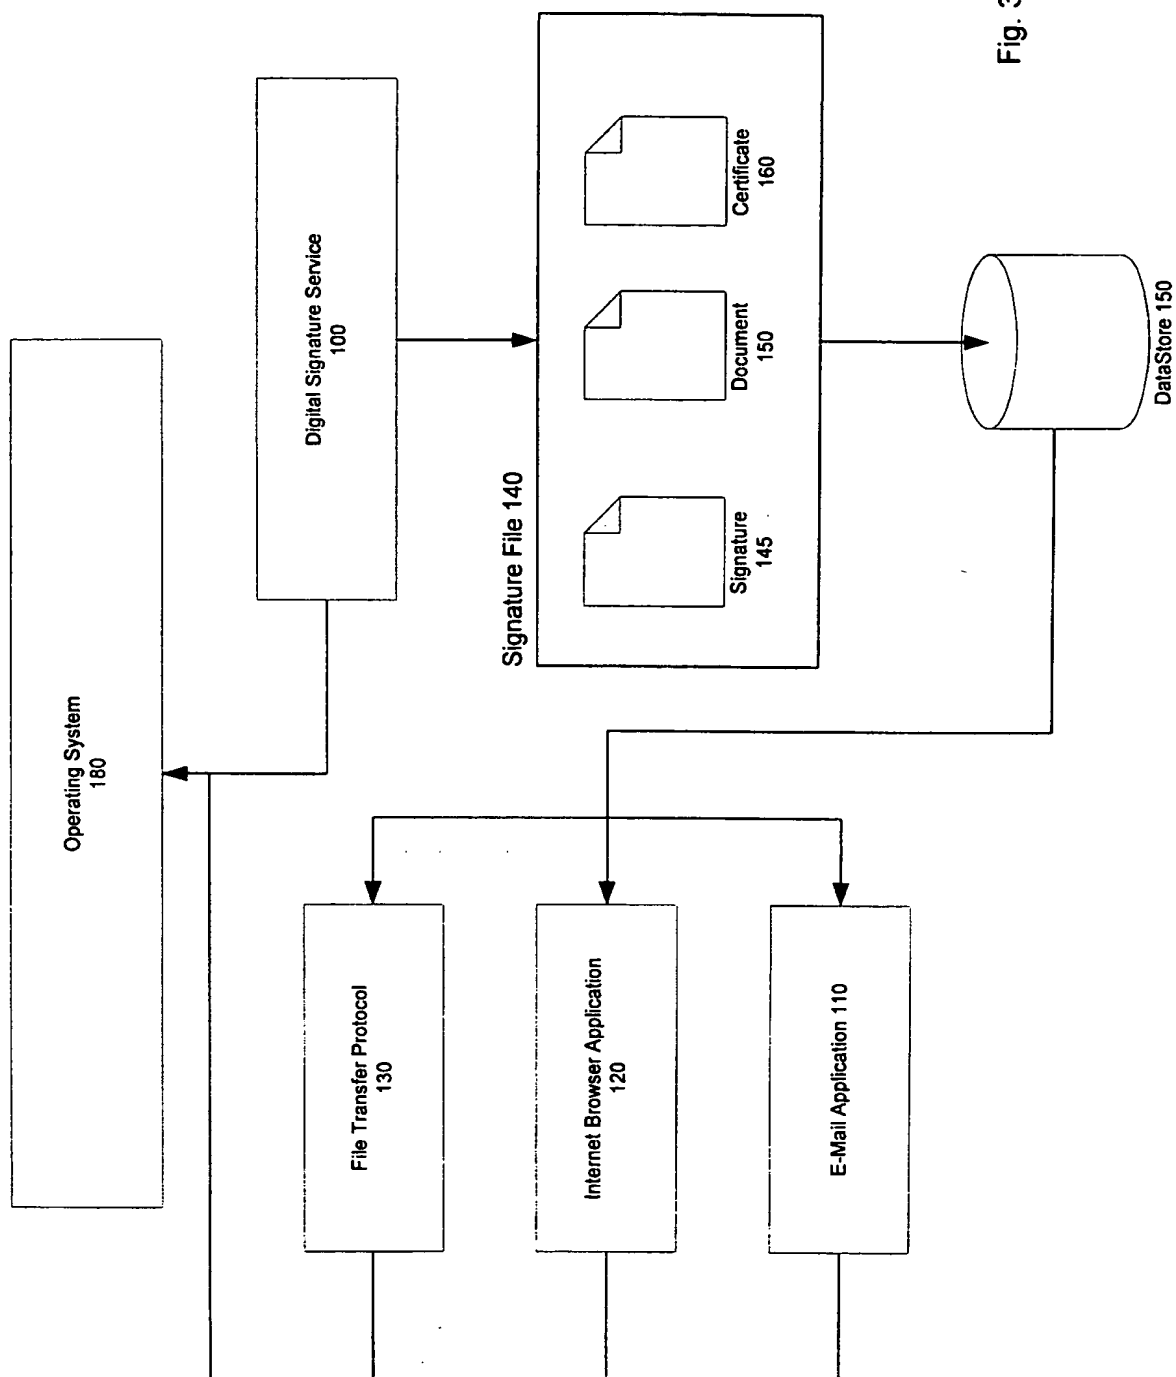 Operating System
180
Digital Signature Service
100
File Transfer Protocol
130
Internet Browser Application
120
E-Mail Application 110
Signature File 140
Signature
145
Document
150
Certificate
160
DataStore 150
Fig. 3